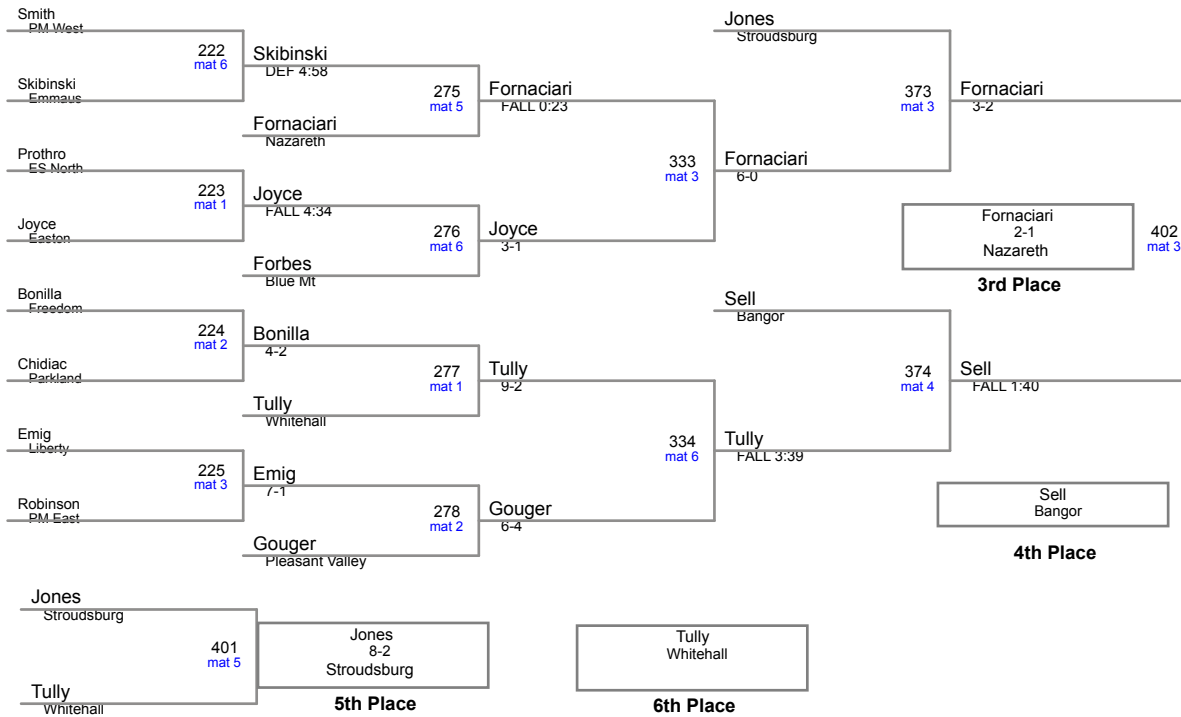 Smith
PM West
222
mat 6
Skibinski
Emmaus
Skibinski
DEF 4:58
275
mat 5
Fornaciari
Nazareth
Fornaciari
FALL 0:23
Prothro
ES North
223
mat 1
Joyce
Easton
Joyce
FALL 4:34
276
mat 6
Forbes
Blue Mt
Joyce
3-1
333
mat 3
Fornaciari
6-0
Jones
Stroudsburg
373
mat 3
Fornaciari
3-2
Fornaciari
2-1
Nazareth
402
mat 3
3rd Place
Bonilla
Freedom
224
mat 2
Chidiac
Parkland
Bonilla
4-2
277
mat 1
Tully
Whitehall
Tully
9-2
Emig
Liberty
225
mat 3
Robinson
PM East
Emig
7-1
278
mat 2
Gouger
Pleasant Valley
Gouger
6-4
334
mat 6
Tully
FALL 3:39
Sell
Bangor
374
mat 4
Sell
FALL 1:40
Sell
Bangor
4th Place
Jones
Stroudsburg
401
mat 5
Tully
Whitehall
Jones
8-2
Stroudsburg
5th Place
Tully
Whitehall
6th Place